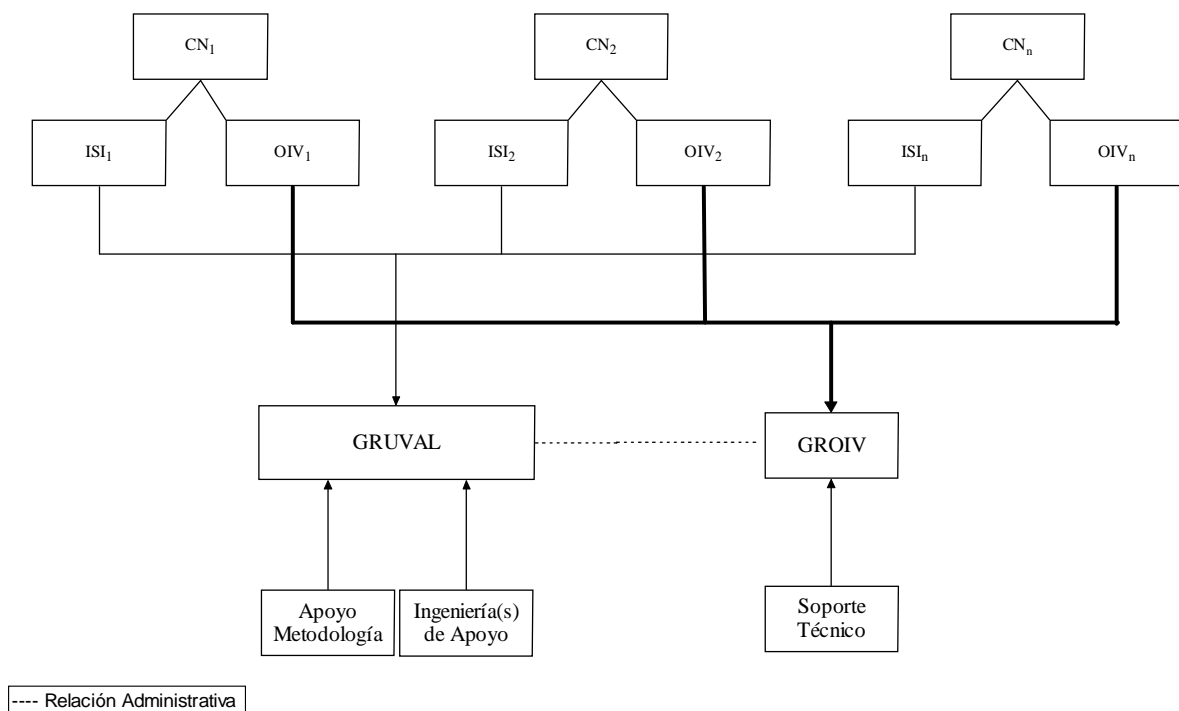 CN₁
CN₂
CNₙ
ISI₁
OIV₁
ISI₂
OIV₂
ISIₙ
OIVₙ
GRUVAL
GROIV
Apoyo
Metodología
Ingeniería(s)
de Apoyo
Soporte
Técnico
---- Relación Administrativa